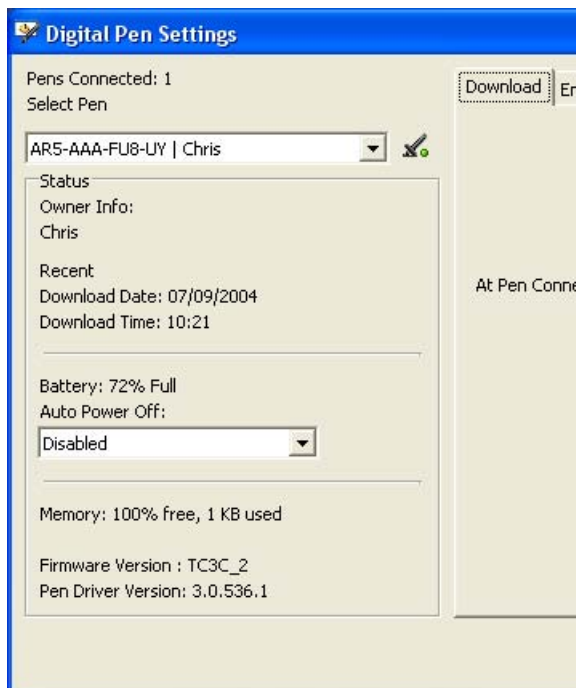 Digital Pen Settings
Pens Connected: 1
Select Pen
AR5-AAA-FU8-UY | Chris
Status
Owner Info:
Chris
Recent
Download Date: 07/09/2004
Download Time: 10:21
Battery: 72% Full
Auto Power Off:
Disabled
Memory: 100% free, 1 KB used
Firmware Version : TC3C_2
Pen Driver Version: 3.0.536.1
Download
At Pen